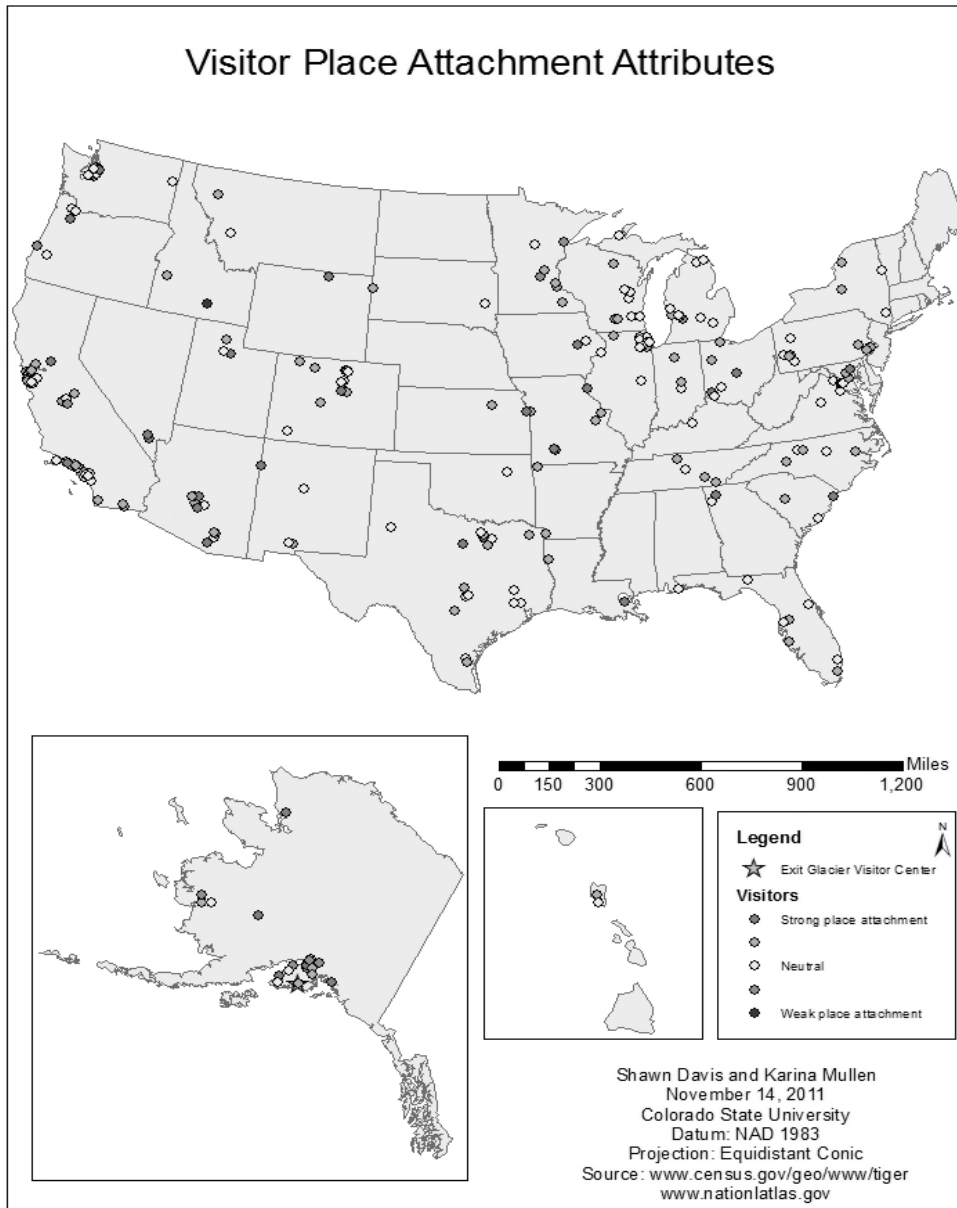 Visitor Place Attachment Attributes
Miles
0 150 300 600 900 1,200
Legend
N
Exit Glacier Visitor Center
Visitors
Strong place attachment
Neutral
Weak place attachment
Shawn Davis and Karina Mullen
November 14, 2011
Colorado State University
Datum: NAD 1983
Projection: Equidistant Conic
Source: www.census.gov/geo/www/tiger
www.nationlatlas.gov